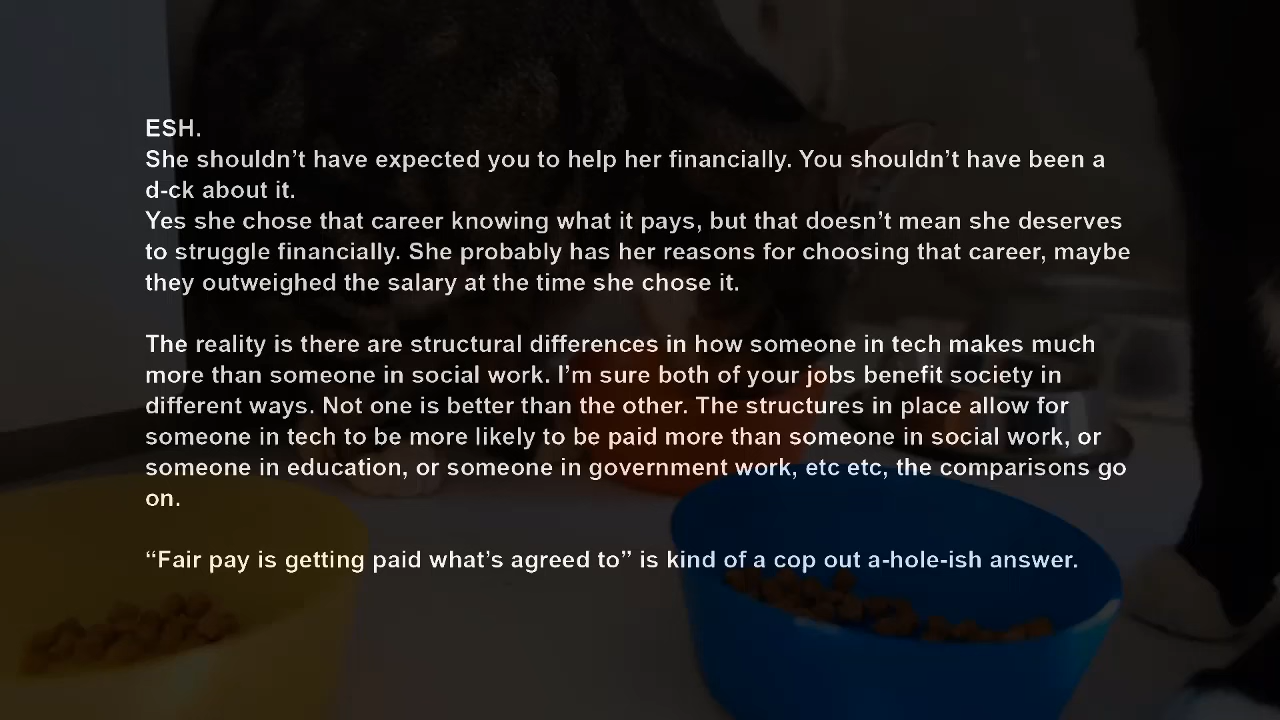 ESH.
She shouldn’t have expected you to help her financially. You shouldn’t have been a
d-ck about it.
Yes she chose that career knowing what it pays, but that doesn’t mean she deserves
to struggle financially. She probably has her reasons for choosing that career, maybe
they outweighed the salary at the time she chose it.
The reality is there are structural differences in how someone in tech makes much
more than someone in social work. I’m sure both of your jobs benefit society in
different ways. Not one is better than the other. The structures in place allow for
someone in tech to be more likely to be paid more than someone in social work, or
someone in education, or someone in government work, etc etc, the comparisons go
on.
“Fair pay is getting paid what’s agreed to” is kind of a cop out a-hole-ish answer.